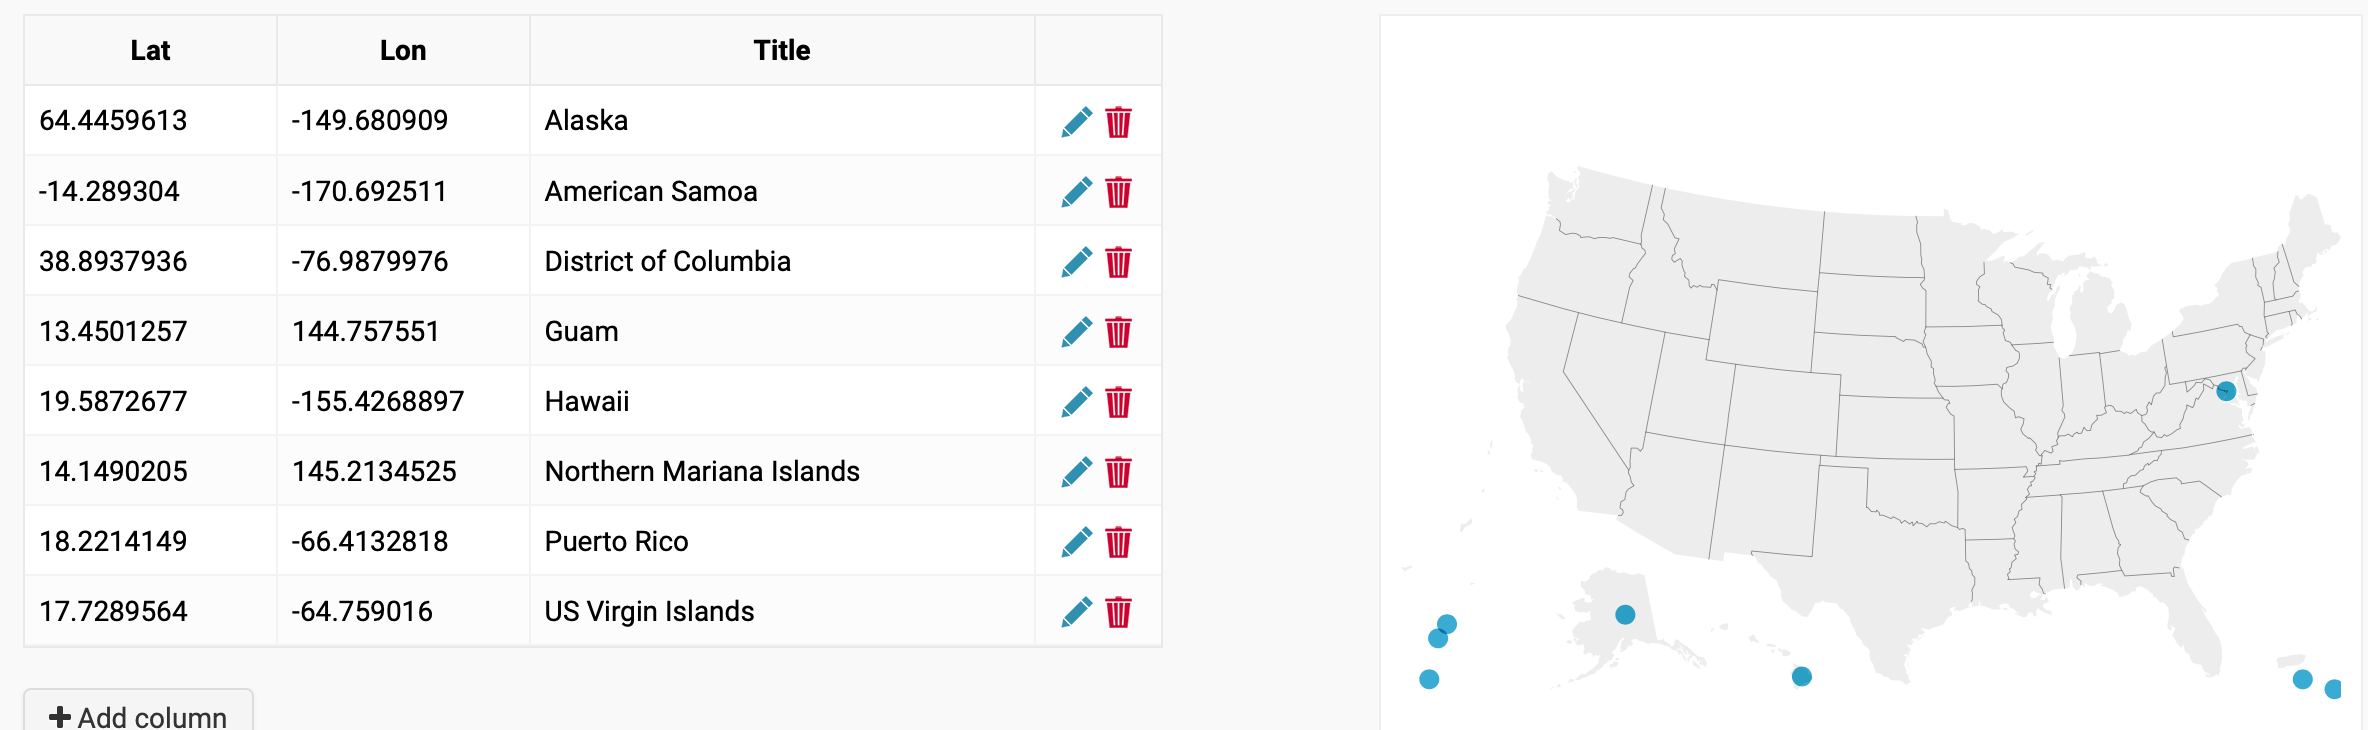 Lat Lon Title
64.4459613 -149.680909 Alaska
-14.289304 -170.692511 American Samoa
38.8937936 -76.9879976 District of Columbia
13.4501257 144.757551 Guam
19.5872677 -155.4268897 Hawaii
14.1490205 145.2134525 Northern Mariana Islands
18.2214149 -66.4132818 Puerto Rico
17.7289564 -64.759016 US Virgin Islands
Add column